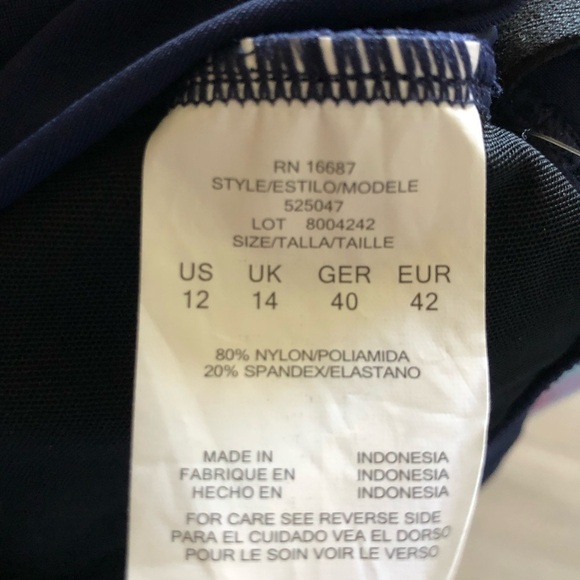 RN 16687
STYLE/ESTILO/MODELE
525047
LOT 8004242
SIZE/TALLA/TAILLE
US UK GER EUR
12 14 40 42
80% NYLON/POLIAMIDA
20% SPANDEX/ELASTANO
MADE IN INDONESIA
FABRIQUE EN INDONESIA
HECHO EN INDONESIA
FOR CARE SEE REVERSE SIDE
PARA EL CUIDADO VEA EL DORSO
POUR LE SOIN VOIR LE VERSO